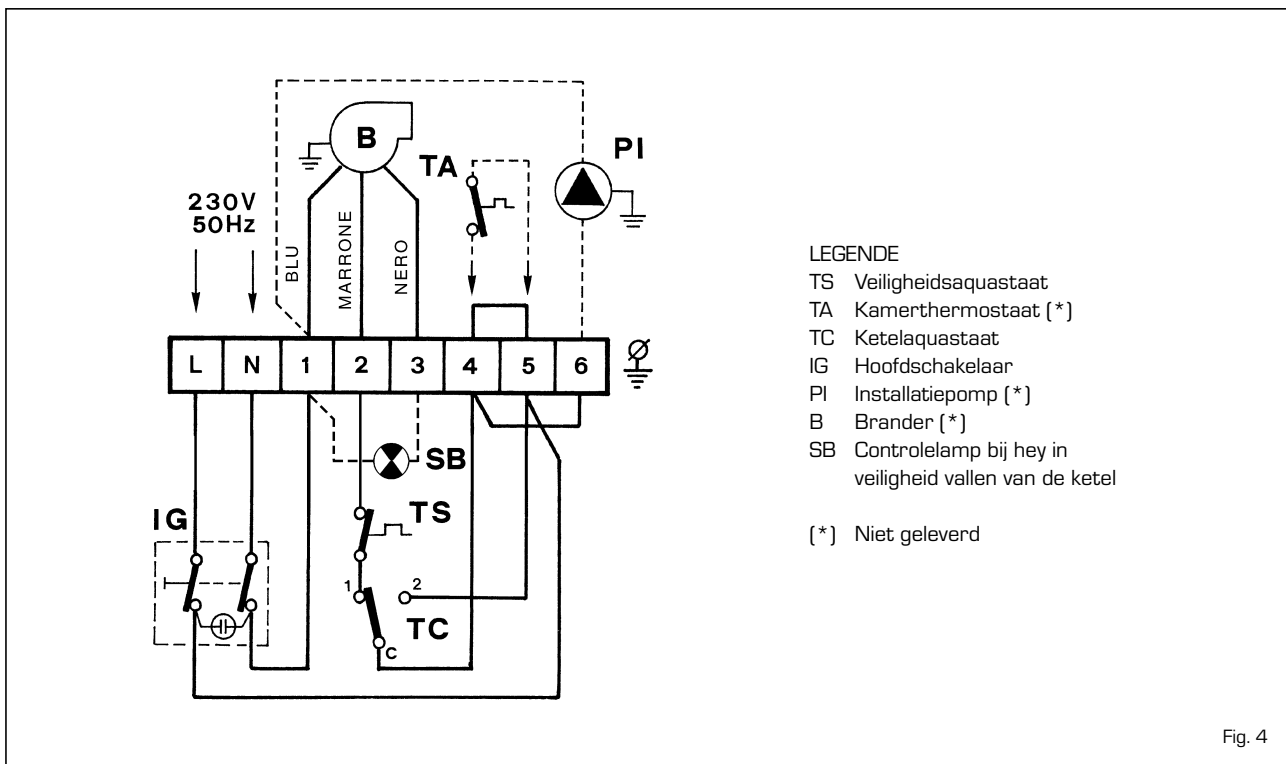 B
TA
PI
230V
50Hz
BLU
MARRONE
NERO
L N 1 2 3 4 5 6
SB
TS
IG
1 2
TC
C
LEGENDE
TS Veiligheidsaquastaat
TA Kamerthermostaat (*)
TC Ketelaquastaat
IG Hoofdschakelaar
PI Installatiepomp (*)
B Brander (*)
SB Controlelamp bij hey in
veiligheid vallen van de ketel
(*) Niet geleverd
Fig. 4